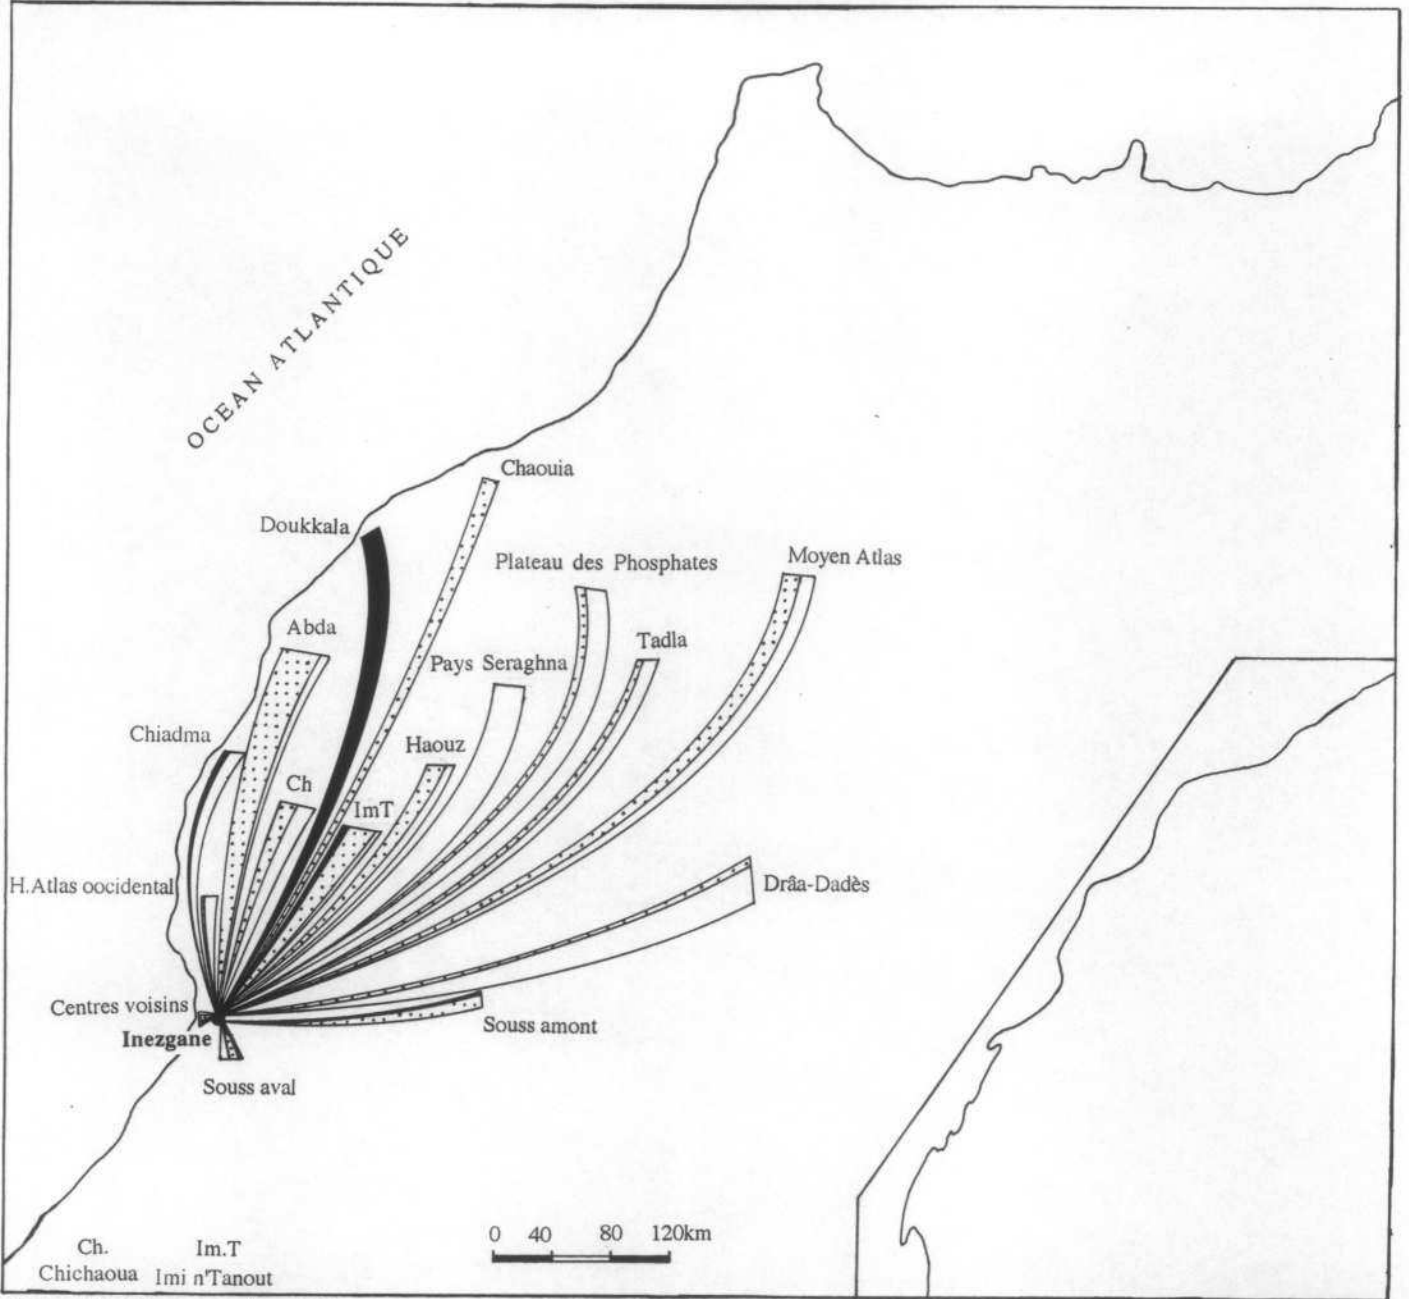 OCEAN ATLANTIQUE
Chaouia
Doukkala
Plateau des Phosphates
Moyen Atlas
Abda
Tadla
Pays Seraghna
Chiadma
Haouz
Ch
ImT
H.Atlas oocidental
Drâa-Dadès
Centres voisins
Inezgane
Souss amont
Souss aval
0 40 80 120km
Ch. Im.T
Chichaoua Imi n'Tanout